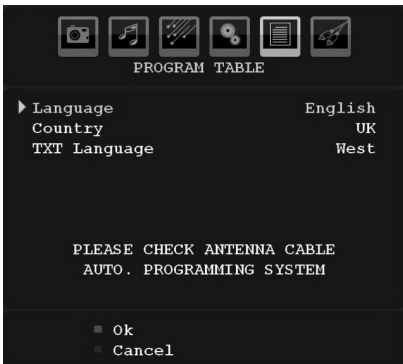 PROGRAM TABLE
Language English
Country UK
TXT Language West
PLEASE CHECK ANTENNA CABLE
AUTO. PROGRAMMING SYSTEM
Ok
Cancel